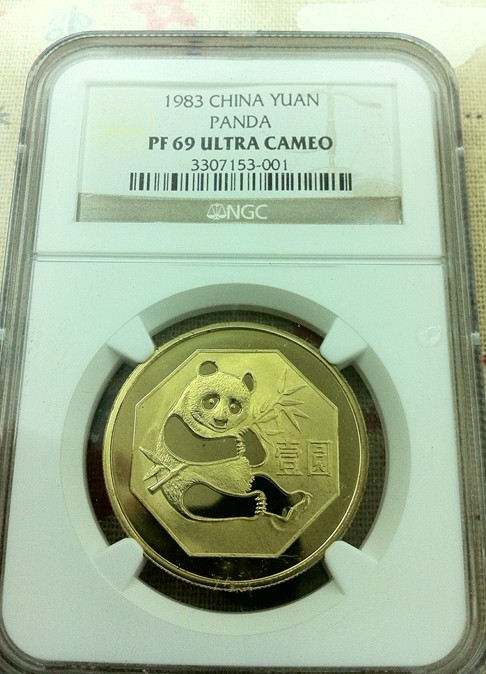 1983 CHINA YUAN
PANDA
PF 69 ULTRA CAMEO
3307153-001
NGC
壹圆